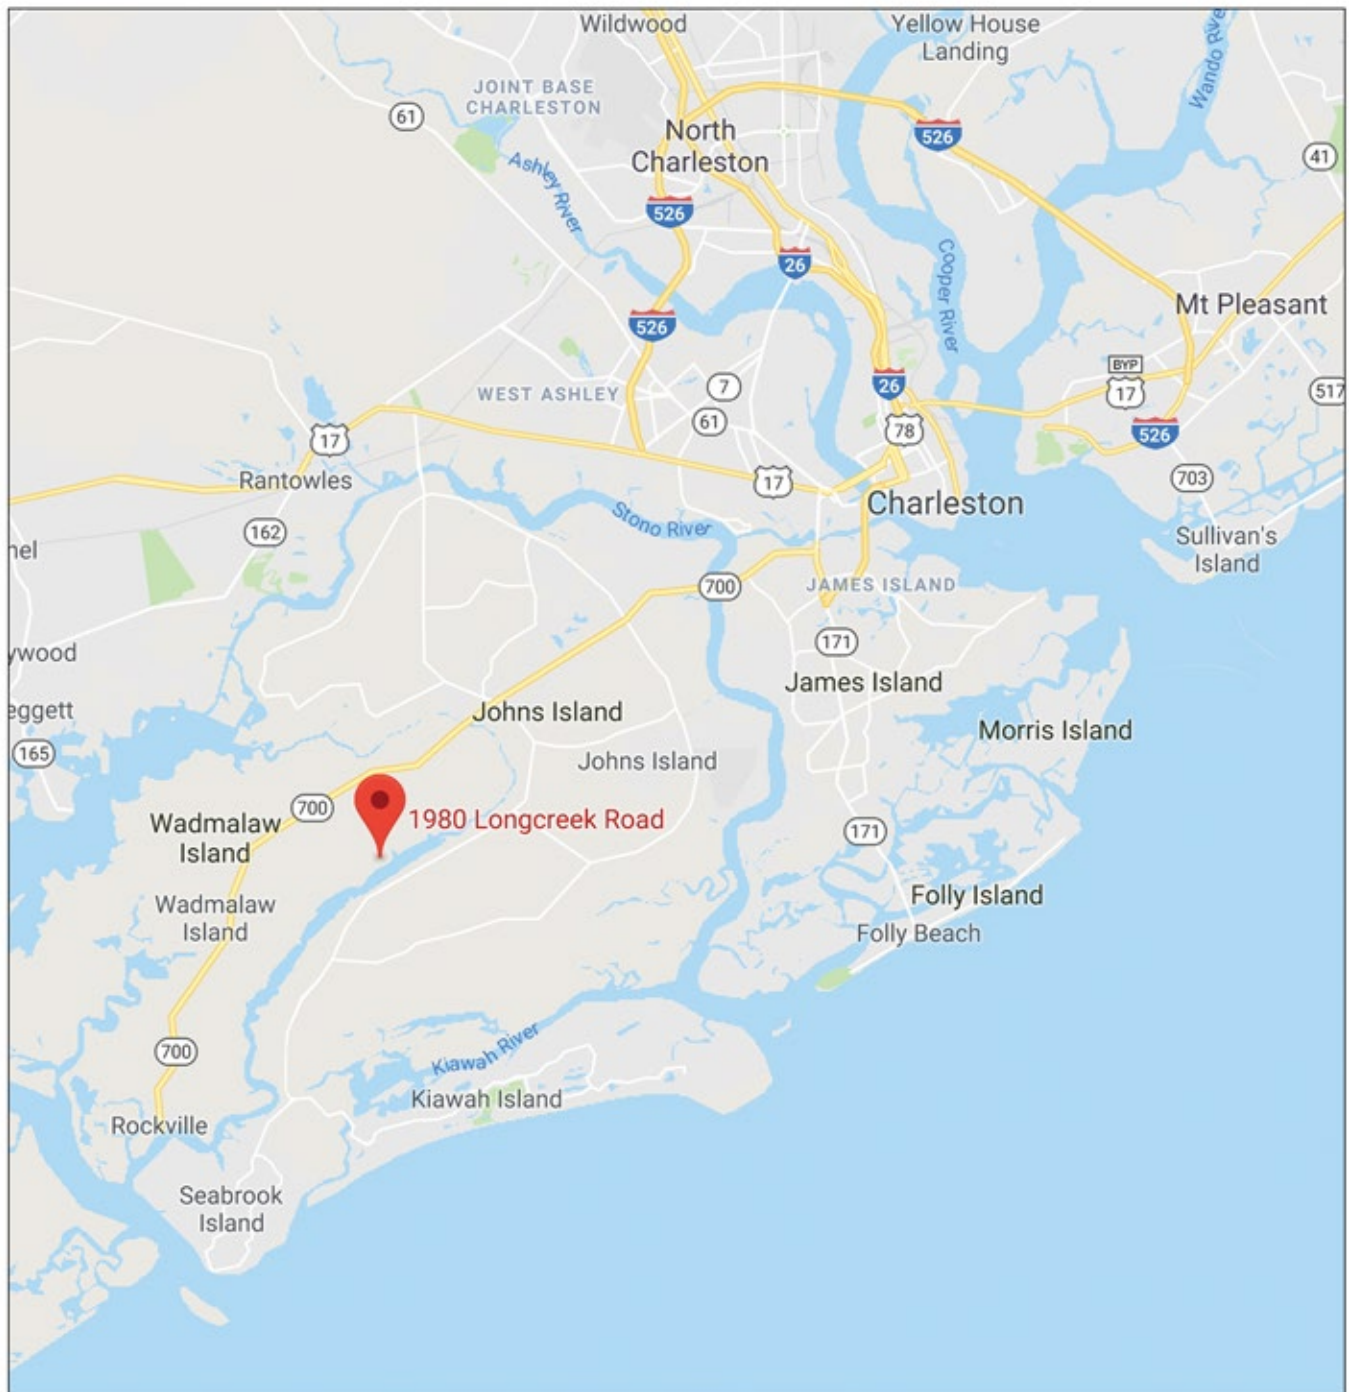 Wildwood
Yellow House
Landing
Wando
JOINT BASE
CHARLESTON
61
North
Charleston
526
41
Ashley River
526
26
Cooper River
526
Mt Pleasant
BYP
17
7
26
517
WEST ASHLEY
61
78
526
17
Rantowles
17
703
Charleston
162
Stono River
Sullivan's
Island
700
JAMES ISLAND
171
James Island
Johns Island
Morris Island
165
Johns Island
700
1980 Longcreek Road
Wadmalaw
Island
171
Wadmalaw
Island
Folly Island
Folly Beach
700
Kiawah River
Kiawah Island
Rockville
Seabrook
Island